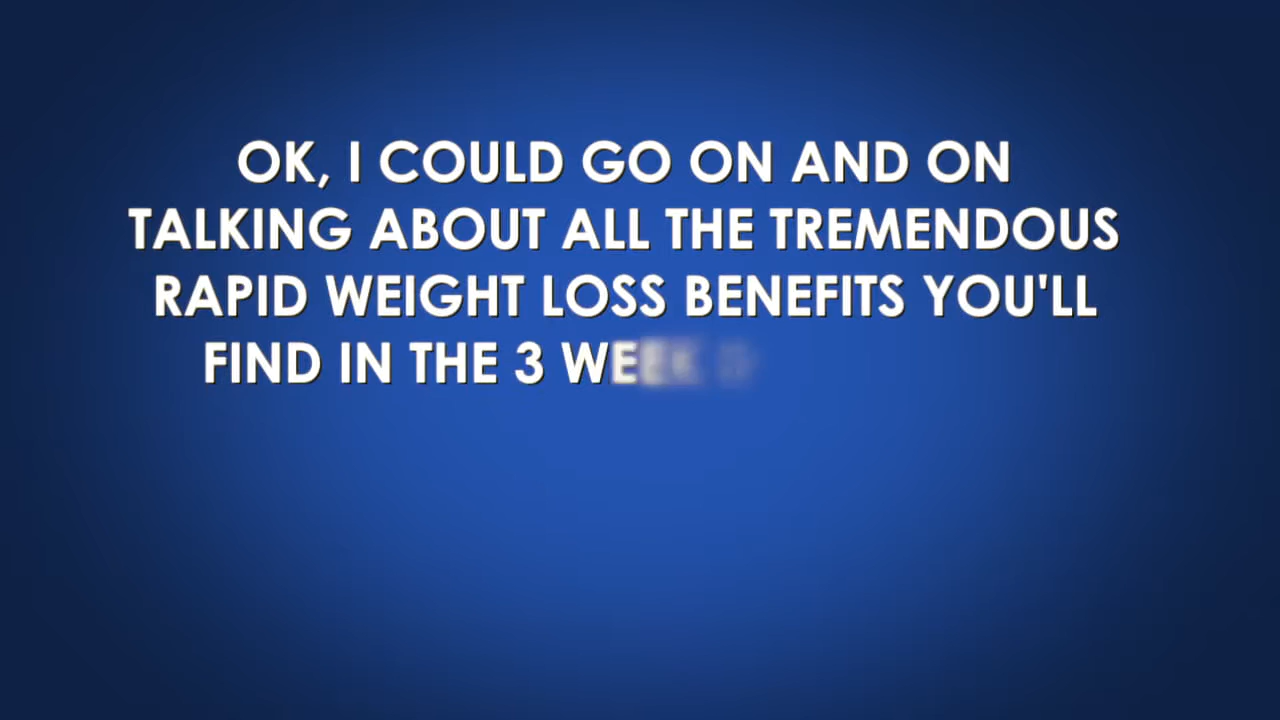 OK, I COULD GO ON AND ON
TALKING ABOUT ALL THE TREMENDOUS
RAPID WEIGHT LOSS BENEFITS YOU'LL
FIND IN THE 3 WEEK